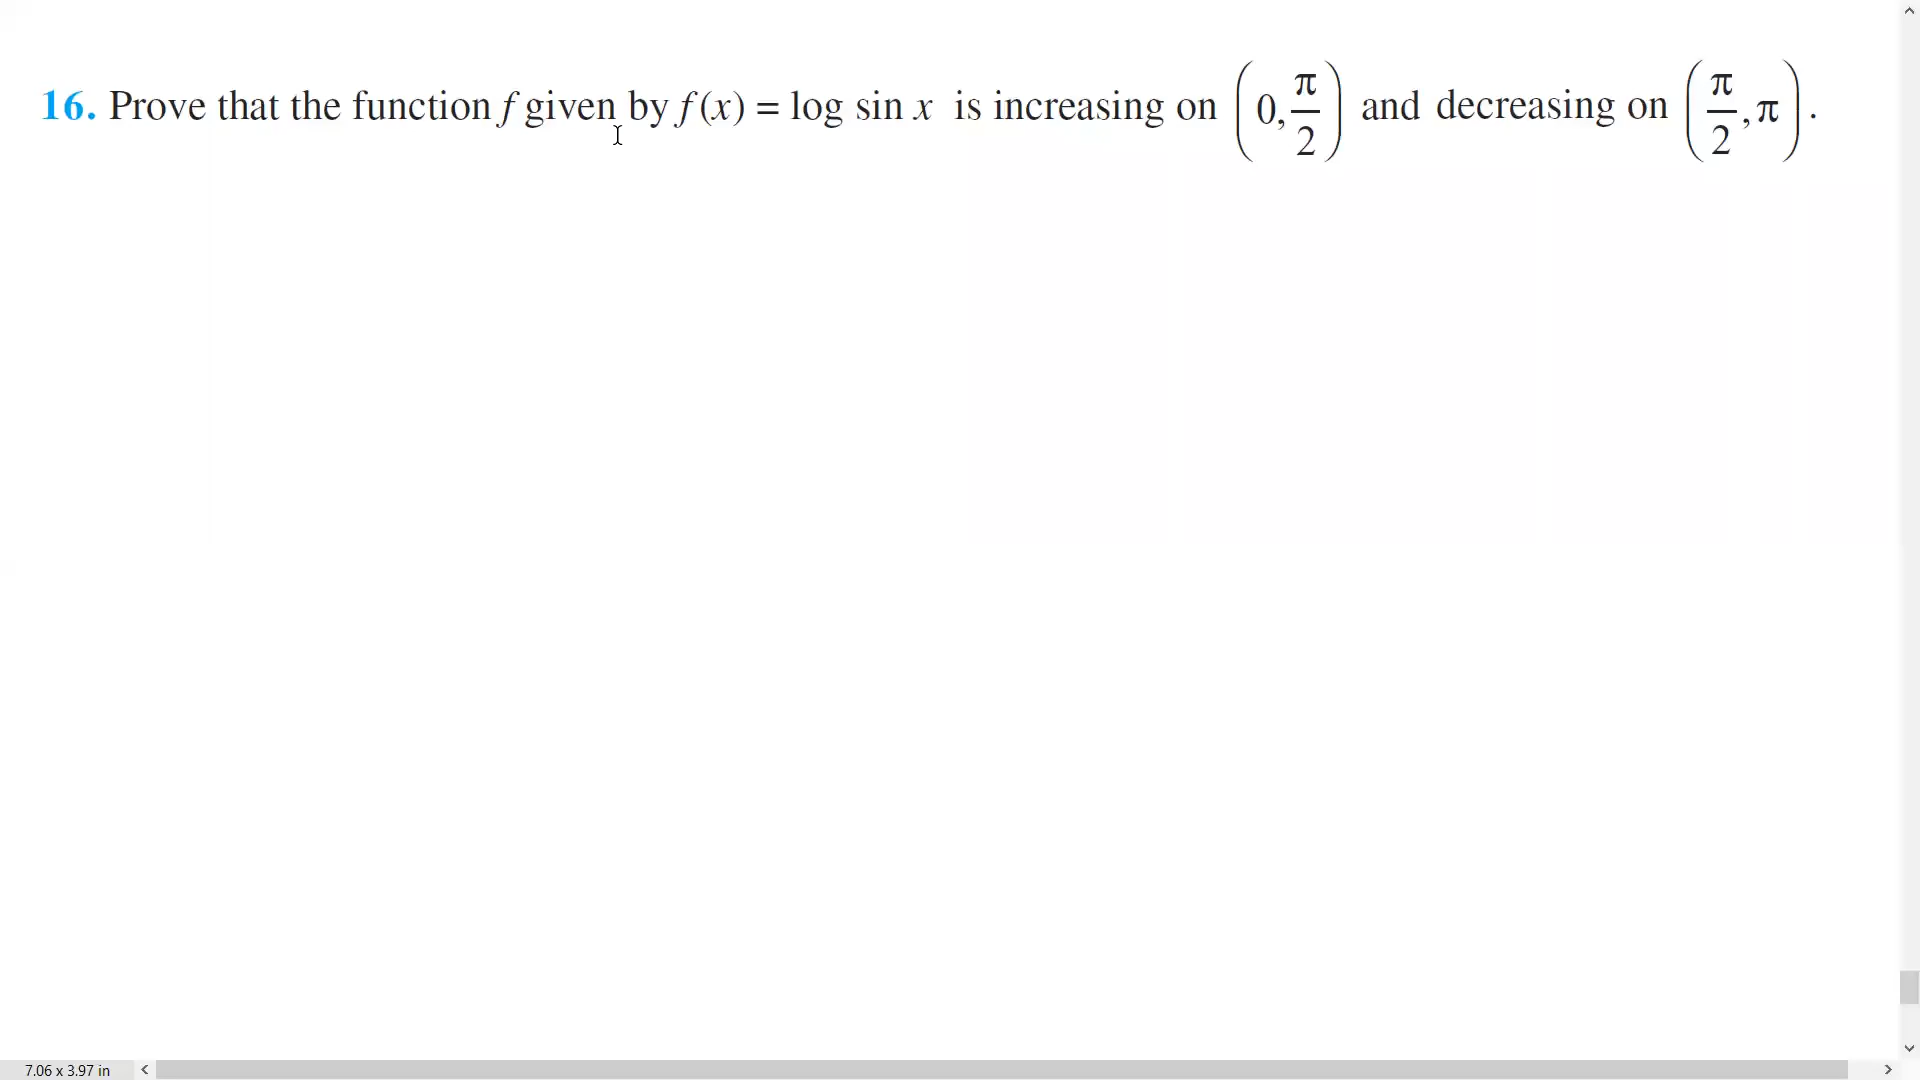 16. Prove that the function f given by f(x) = log sin x is increasing on (0, π/2) and decreasing on (π/2, π).
7.06 x 3.97 in